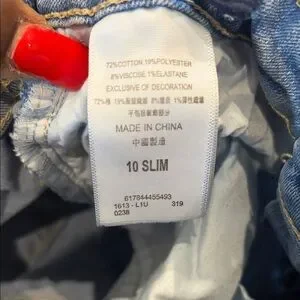 72%COTTON,19%POLYESTER
8%VISCOSE 1%ELASTANE
EXCLUSIVE OF DECORATION
MADE IN CHINA
中國製造
10 SLIM
617844455493
1613 - L1U 319
0238